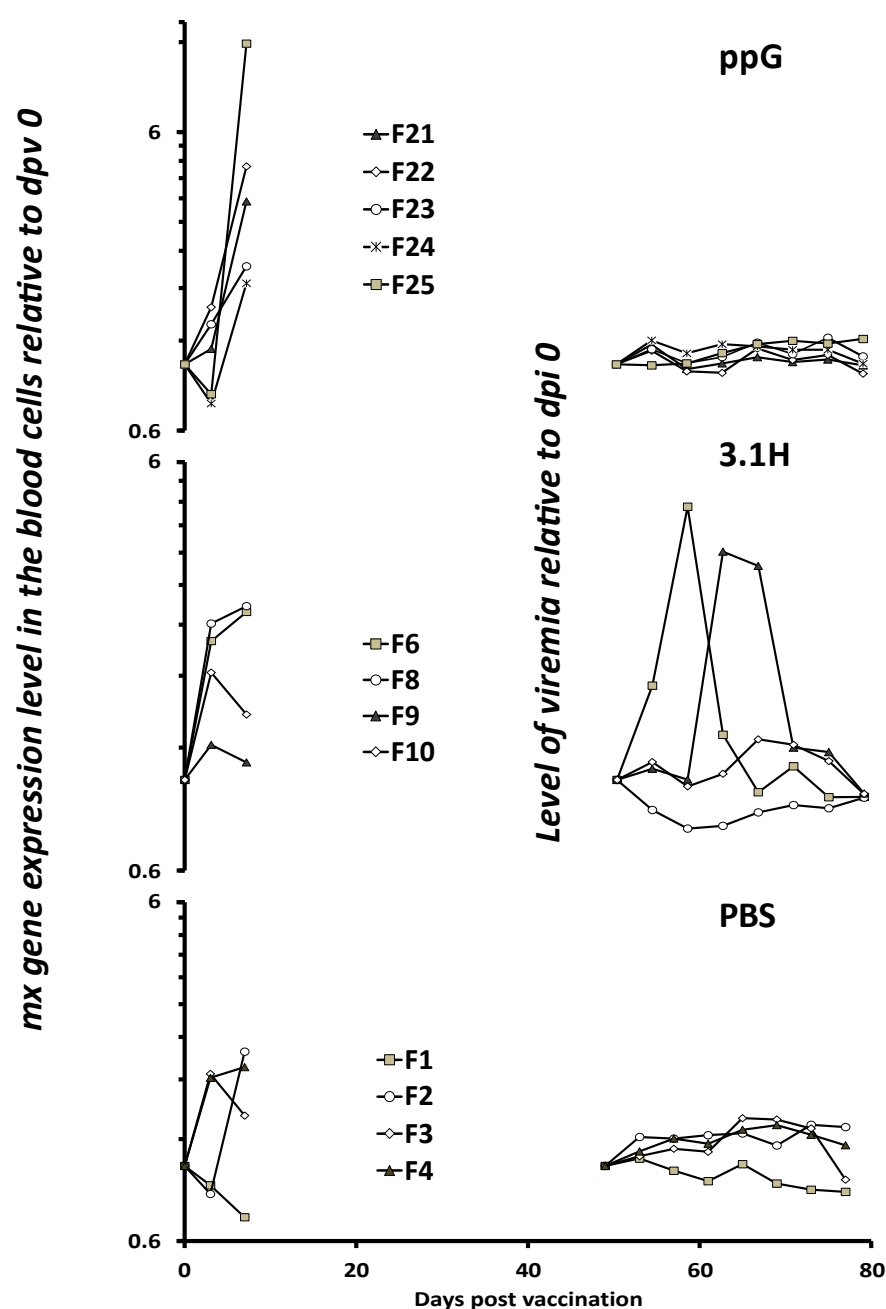 mx gene expression level in the blood cells relative to dpv 0
ppG
6
F21
F22
F23
F24
F25
0.6
Level of viremia relative to dpi 0
3.1H
6
F6
F8
F9
F10
0.6
PBS
6
F1
F2
F3
F4
0.6
0 20 40 60 80
Days post vaccination